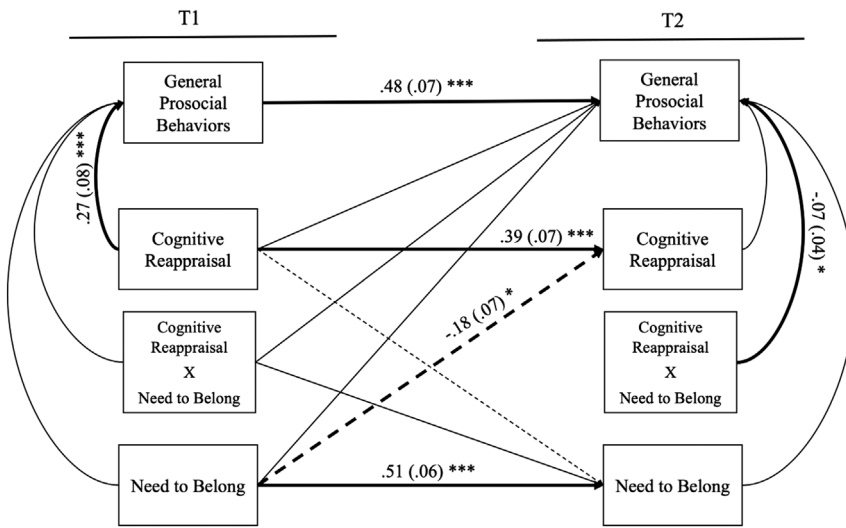 T1
T2
General
Prosocial
Behaviors
.48 (.07) ***
General
Prosocial
Behaviors
.27 (.08) ***
-.07 (.04) *
Cognitive
Reappraisal
.39 (.07) ***
Cognitive
Reappraisal
-.18 (.07) *
Cognitive
Reappraisal
X
Need to Belong
Cognitive
Reappraisal
X
Need to Belong
Need to Belong
.51 (.06) ***
Need to Belong